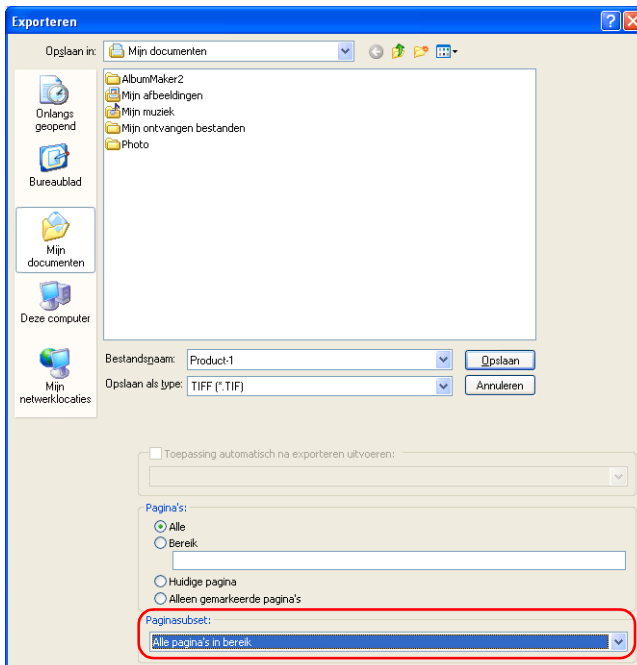 Exporteren
Opslaan in:
Mijn documenten
AlbumMaker2
Mijn afbeeldingen
Mijn muziek
Mijn ontvangen bestanden
Photo
Onlangs
geopend
Bureaublad
Mijn
documenten
Deze computer
Mijn
netwerklocaties
Bestandsnaam:
Product-1
Opslaan
Opslaan als type:
TIFF (*.TIF)
Annuleren
Toepassing automatisch na exporteren uitvoeren:
Pagina's:
Alle
Bereik
Huidige pagina
Alleen gemarkeerde pagina's
Paginasubset:
Alle pagina's in bereik